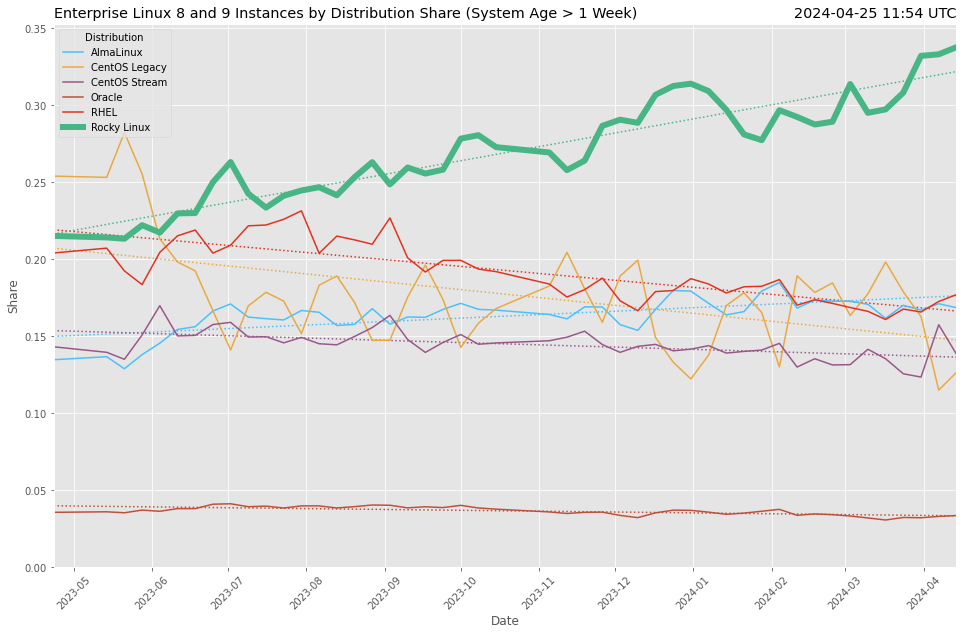 Enterprise Linux 8 and 9 Instances by Distribution Share (System Age > 1 Week)
2024-04-25 11:54 UTC
Distribution
AlmaLinux
CentOS Legacy
CentOS Stream
Oracle
RHEL
Rocky Linux
Share
0.35
0.30
0.25
0.20
0.15
0.10
0.05
0.00
2023-05
2023-06
2023-07
2023-08
2023-09
2023-10
2023-11
2023-12
2024-01
2024-02
2024-03
2024-04
Date